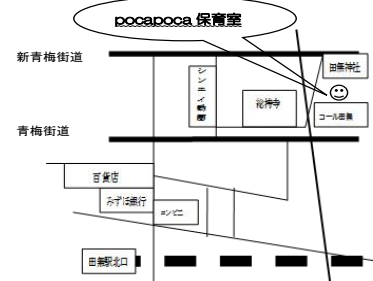 pocapoca 保育室
新青梅街道
田無神社
シンエイ動画
総持寺
コール田無
青梅街道
百貨店
みずほ銀行
コンビニ
田無駅北口